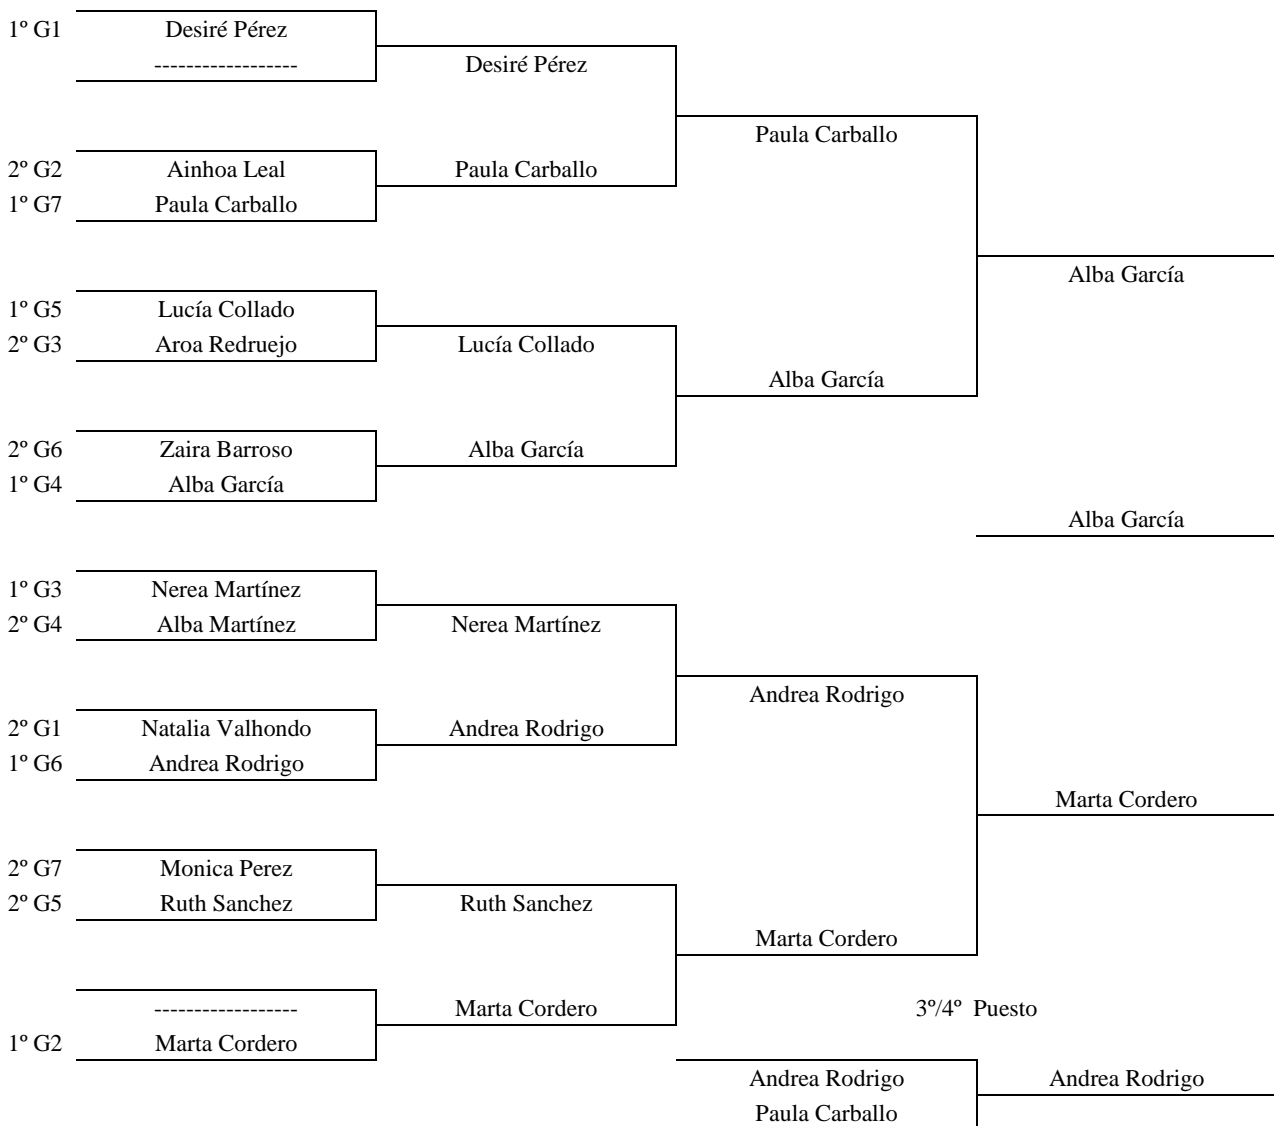 1º G1 Desiré Pérez
------------------ Desiré Pérez
Paula Carballo
2º G2 Ainhoa Leal Paula Carballo
1º G7 Paula Carballo
Alba García
1º G5 Lucía Collado
2º G3 Aroa Redruejo Lucía Collado
Alba García
2º G6 Zaira Barroso Alba García
1º G4 Alba García
Alba García
1º G3 Nerea Martínez
2º G4 Alba Martínez Nerea Martínez
Andrea Rodrigo
2º G1 Natalia Valhondo Andrea Rodrigo
1º G6 Andrea Rodrigo
Marta Cordero
2º G7 Monica Perez
2º G5 Ruth Sanchez Ruth Sanchez
Marta Cordero
------------------ Marta Cordero 3º/4º Puesto
1º G2 Marta Cordero
Andrea Rodrigo Andrea Rodrigo
Paula Carballo